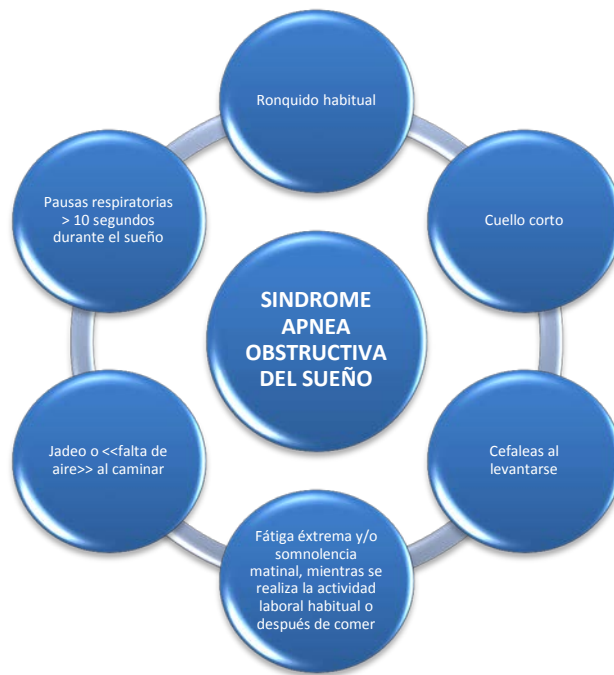 Ronquido habitual
Cuello corto
Cefaleas al
levantarse
Fátiga éxtrema y/o
somnolencia
matinal, mientras se
realiza la actividad
laboral habitual o
después de comer
Jadeo o <<falta de
aire>> al caminar
Pausas respiratorias
> 10 segundos
durante el sueño
SINDROME
APNEA
OBSTRUCTIVA
DEL SUEÑO